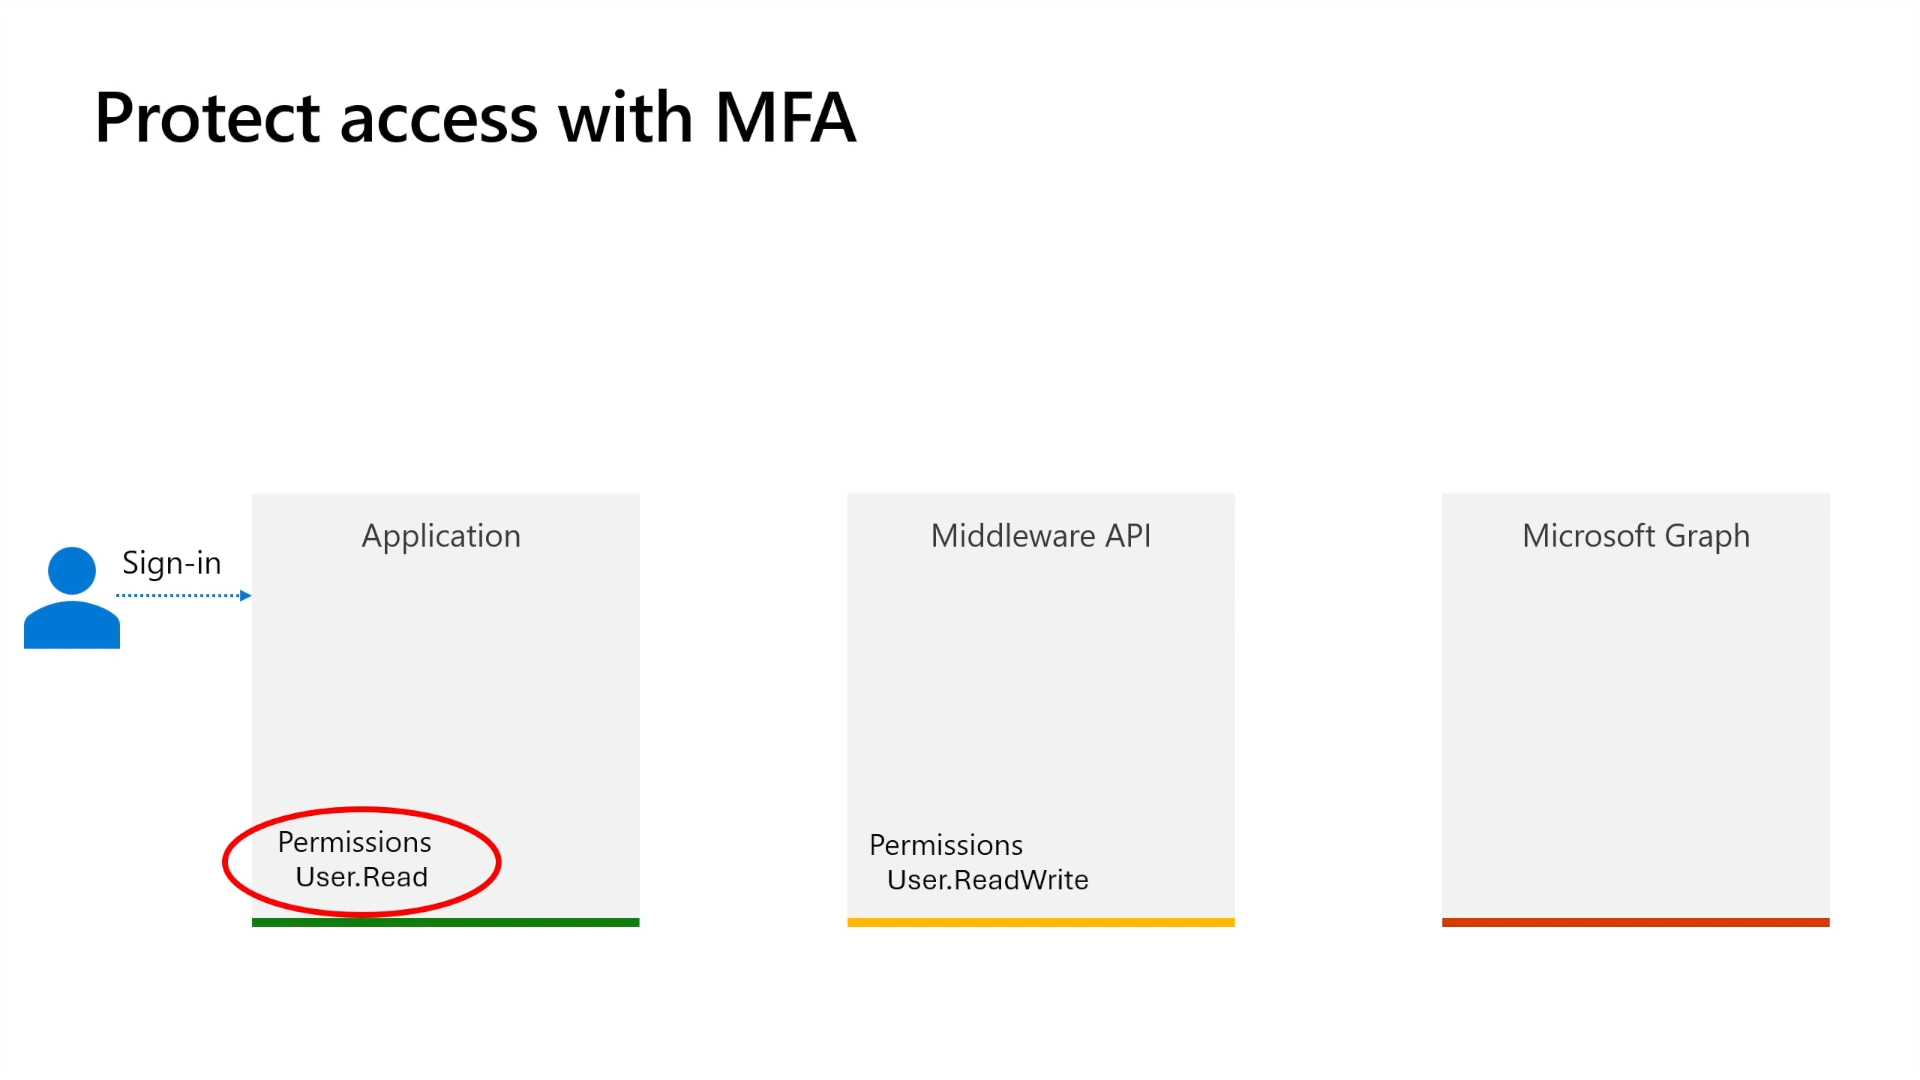 Protect access with MFA
Sign-in
Application
Permissions
User.Read
Middleware API
Permissions
User.ReadWrite
Microsoft Graph